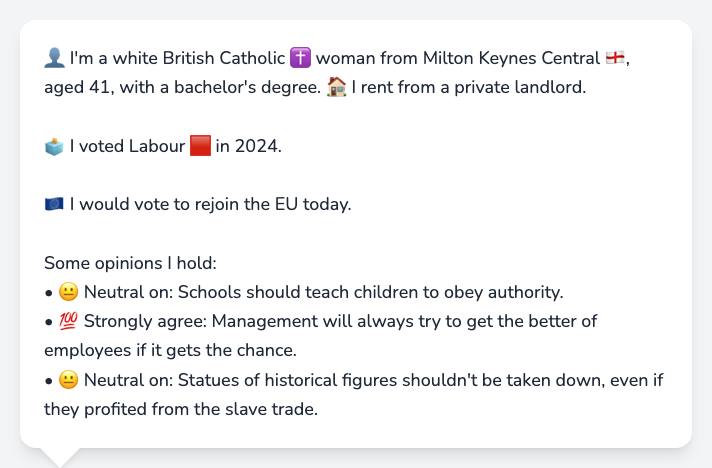 👤 I'm a white British Catholic ✝️ woman from Milton Keynes Central 🏴󠁧󠁢󠁥󠁮󠁧󠁿,
aged 41, with a bachelor's degree. 🏠 I rent from a private landlord.
🗳️ I voted Labour 🟥 in 2024.
🇪🇺 I would vote to rejoin the EU today.
Some opinions I hold:
• 😐 Neutral on: Schools should teach children to obey authority.
• 💯 Strongly agree: Management will always try to get the better of
employees if it gets the chance.
• 😐 Neutral on: Statues of historical figures shouldn't be taken down, even if
they profited from the slave trade.